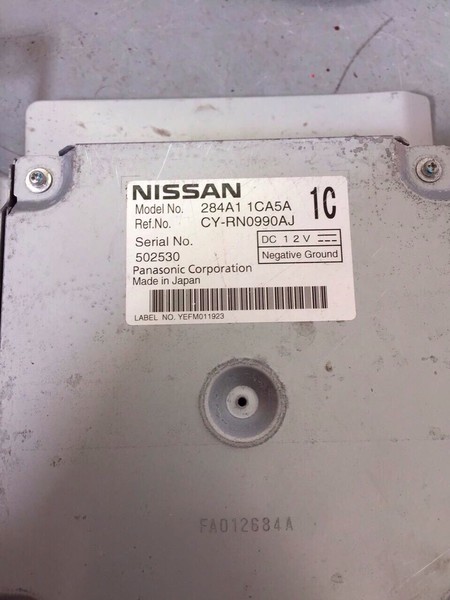 NISSAN
Model No. 284A1 1CA5A
1C
Ref.No. CY-RN0990AJ
Serial No.
502530
DC 12V
Negative Ground
Panasonic Corporation
Made in Japan
LABEL NO. YEFM011923
FA012684A